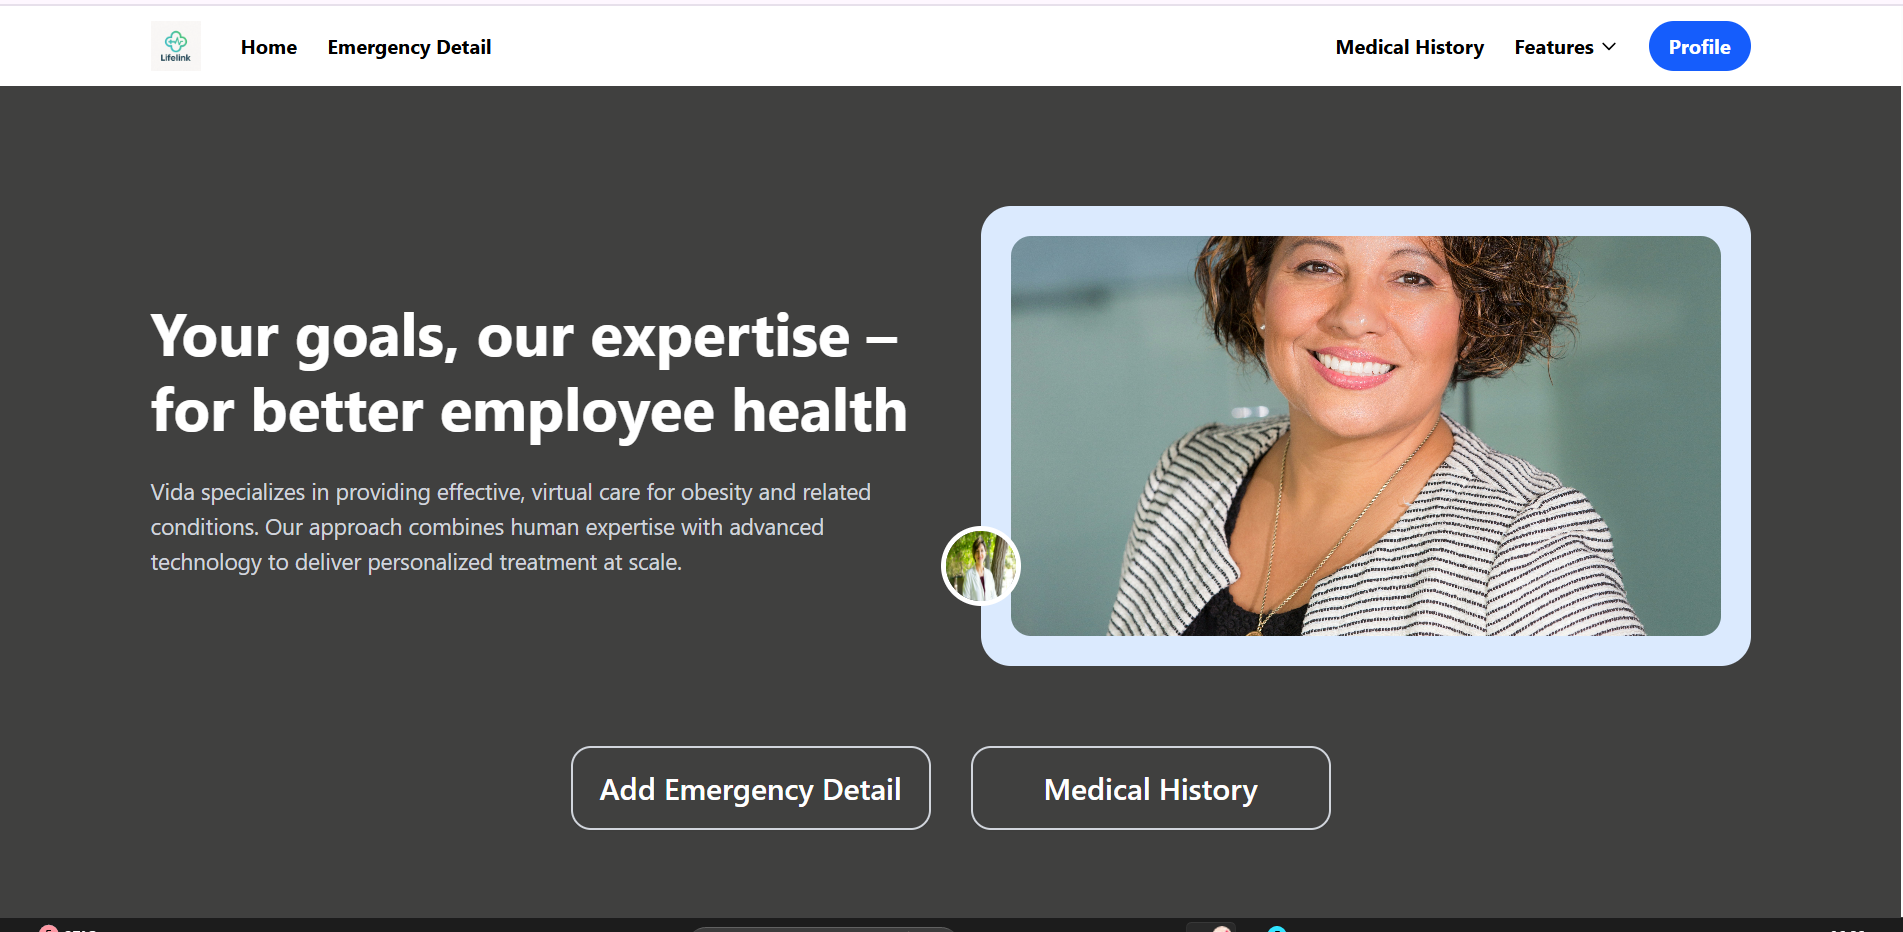 Lifelink
Home
Emergency Detail
Medical History
Features
Profile
Your goals, our expertise –
for better employee health
Vida specializes in providing effective, virtual care for obesity and related
conditions. Our approach combines human expertise with advanced
technology to deliver personalized treatment at scale.
Add Emergency Detail
Medical History